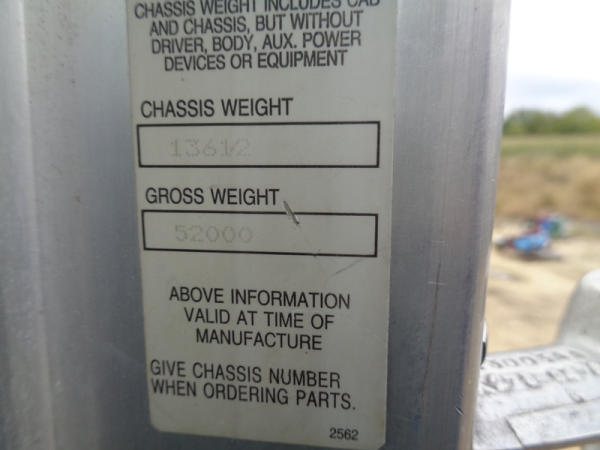 CHASSIS WEIGHT INCLUDES CAB
AND CHASSIS, BUT WITHOUT
DRIVER, BODY, AUX. POWER
DEVICES OR EQUIPMENT
CHASSIS WEIGHT
13612
GROSS WEIGHT
52000
ABOVE INFORMATION
VALID AT TIME OF
MANUFACTURE
GIVE CHASSIS NUMBER
WHEN ORDERING PARTS.
2562